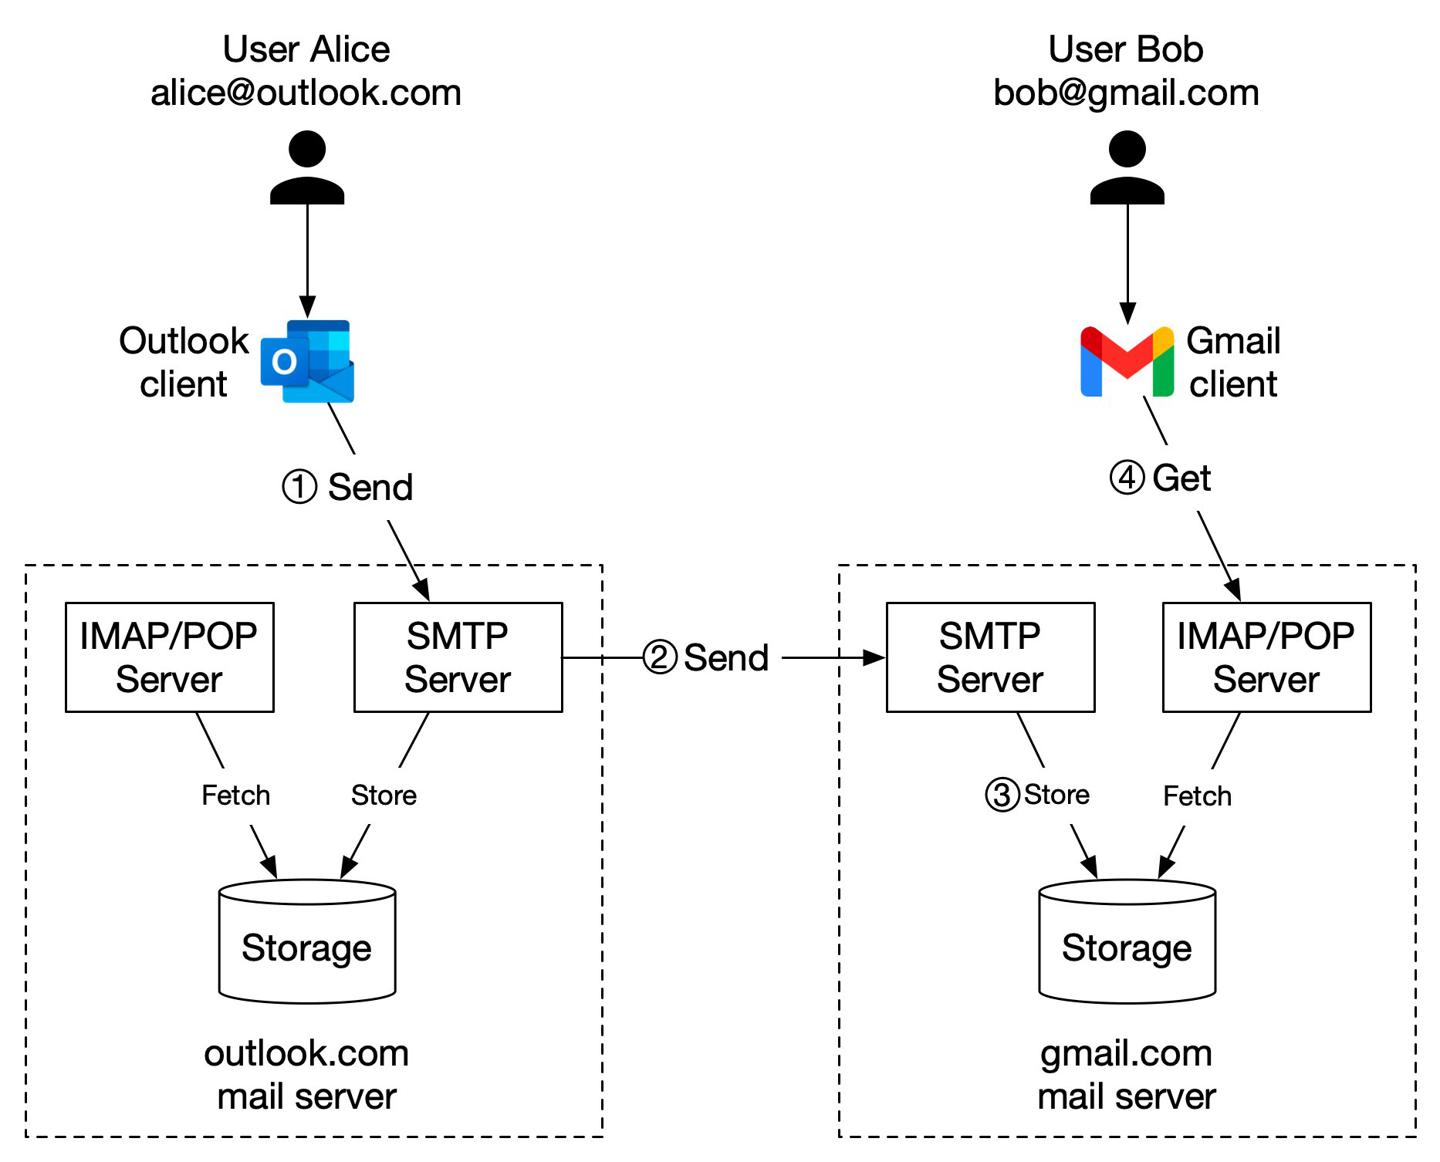 User Alice
alice@outlook.com
User Bob
bob@gmail.com
Outlook
client
O
Gmail
client
① Send
④ Get
IMAP/POP
Server
SMTP
Server
② Send
SMTP
Server
IMAP/POP
Server
Fetch
Store
③ Store
Fetch
Storage
Storage
outlook.com
mail server
gmail.com
mail server